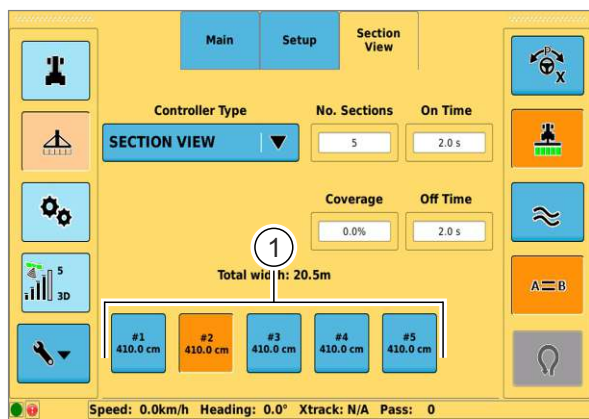 Main
Setup
Section
View
Controller Type
No. Sections
On Time
SECTION VIEW
5
2.0 s
Coverage
Off Time
0.0%
2.0 s
1
Total width: 20.5m
#1
410.0 cm
#2
410.0 cm
#3
410.0 cm
#4
410.0 cm
#5
410.0 cm
5
3D
P
X
A=B
Speed: 0.0km/h Heading: 0.0° Xtrack: N/A Pass: 0